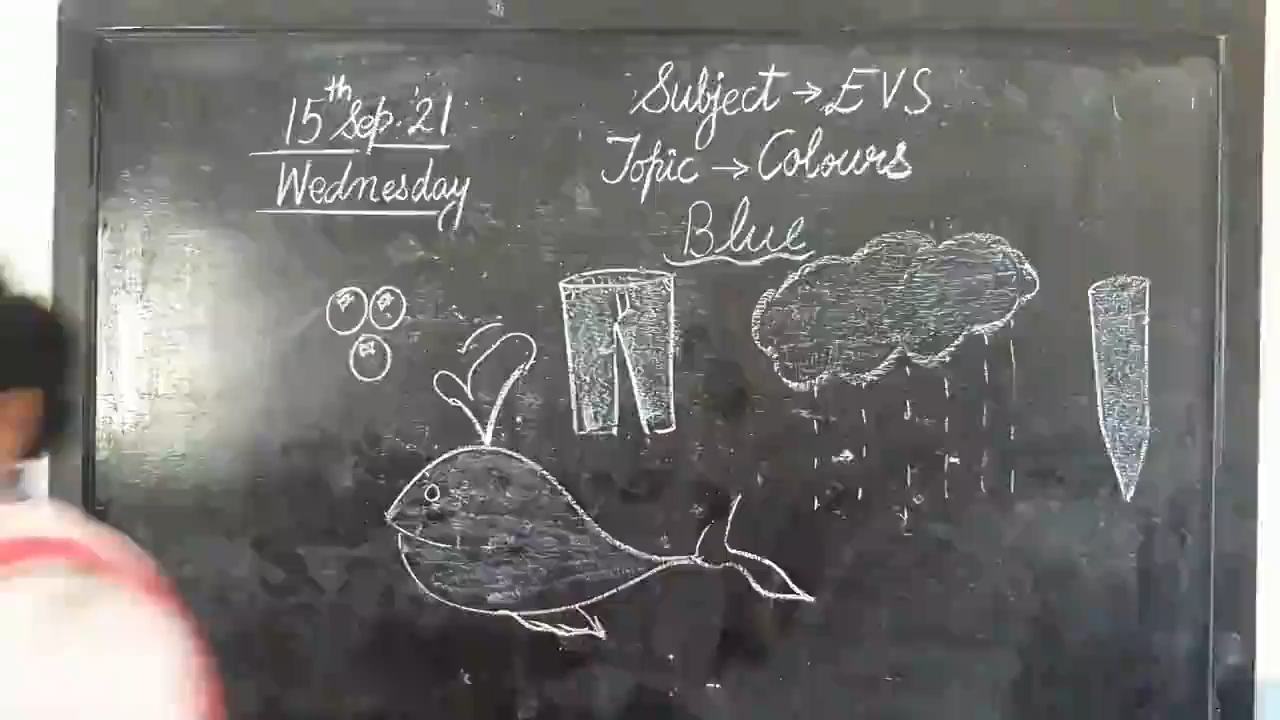 15th Sep.'21
Wednesday
Subject → EVS
Topic → Colours
Blue